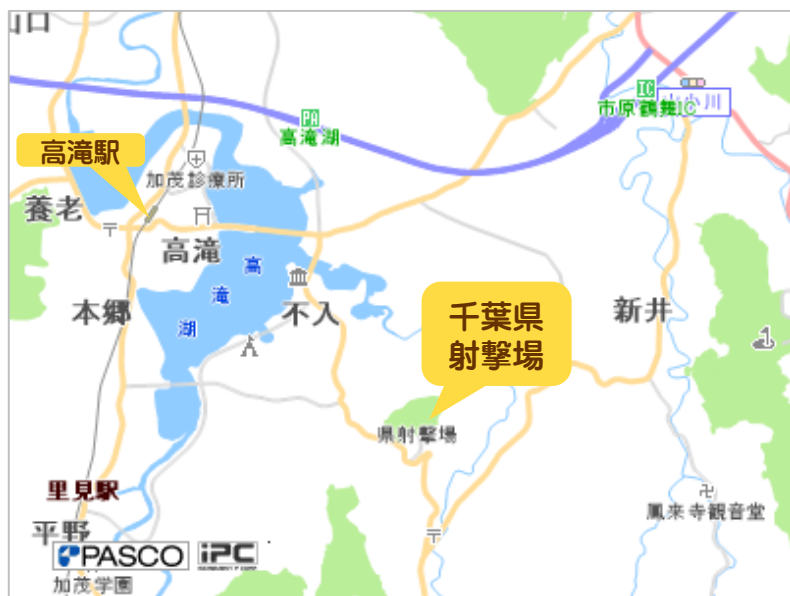 PA
高滝湖
IC
市原鶴舞IC
高滝駅
加茂診療所
養老
高滝
高
滝
湖
本郷
不入
千葉県
射撃場
新井
県射撃場
里見駅
鳳来寺観音堂
平野
PASCO iPC
加茂学園